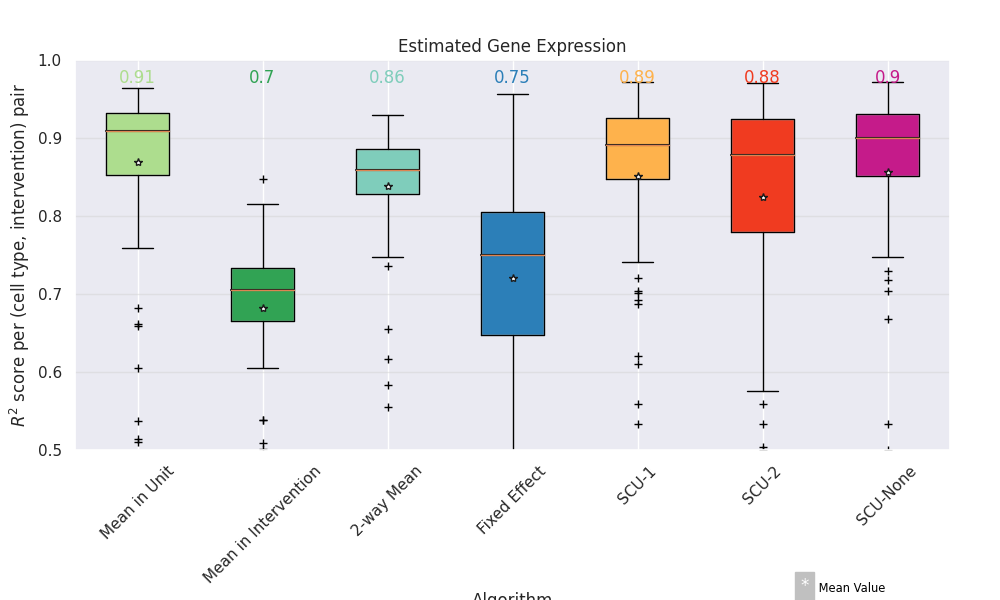 Estimated Gene Expression
R² score per (cell type, intervention) pair
1.0
0.9
0.8
0.7
0.6
0.5
0.91 0.7 0.86 0.75 0.89 0.88 0.9
Mean in Unit
Mean in Intervention
2-way Mean
Fixed Effect
SCU-1
SCU-2
SCU-None
Algorithm
* Mean Value